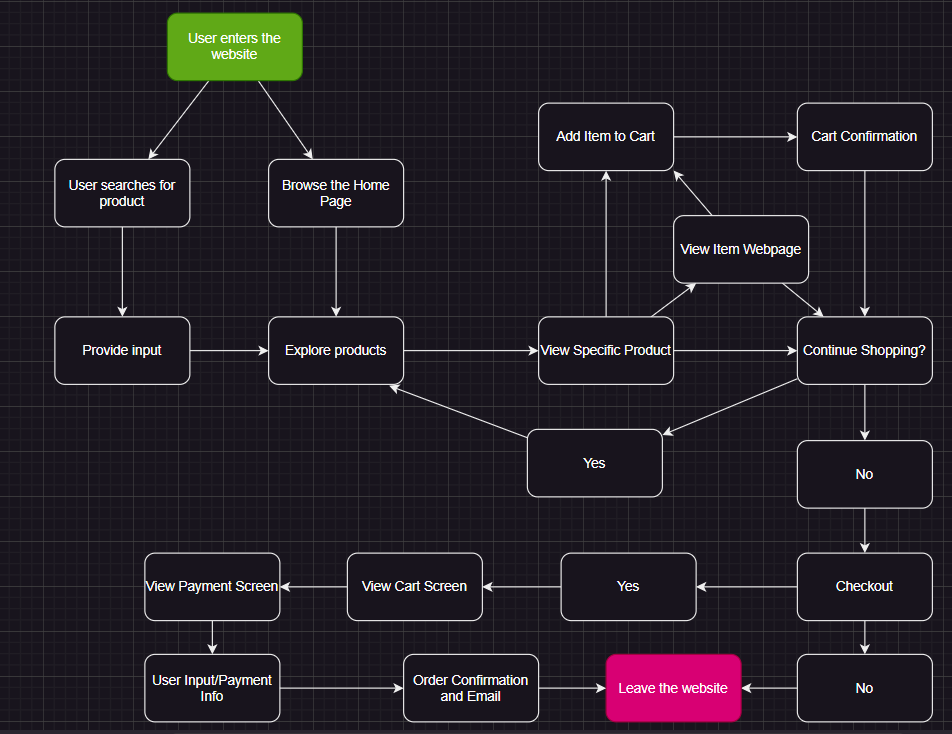 User enters the
website
Add Item to Cart
Cart Confirmation
User searches for
product
Browse the Home
Page
View Item Webpage
Provide input
Explore products
View Specific Product
Continue Shopping?
Yes
No
View Payment Screen
View Cart Screen
Yes
Checkout
User Input/Payment
Info
Order Confirmation
and Email
Leave the website
No